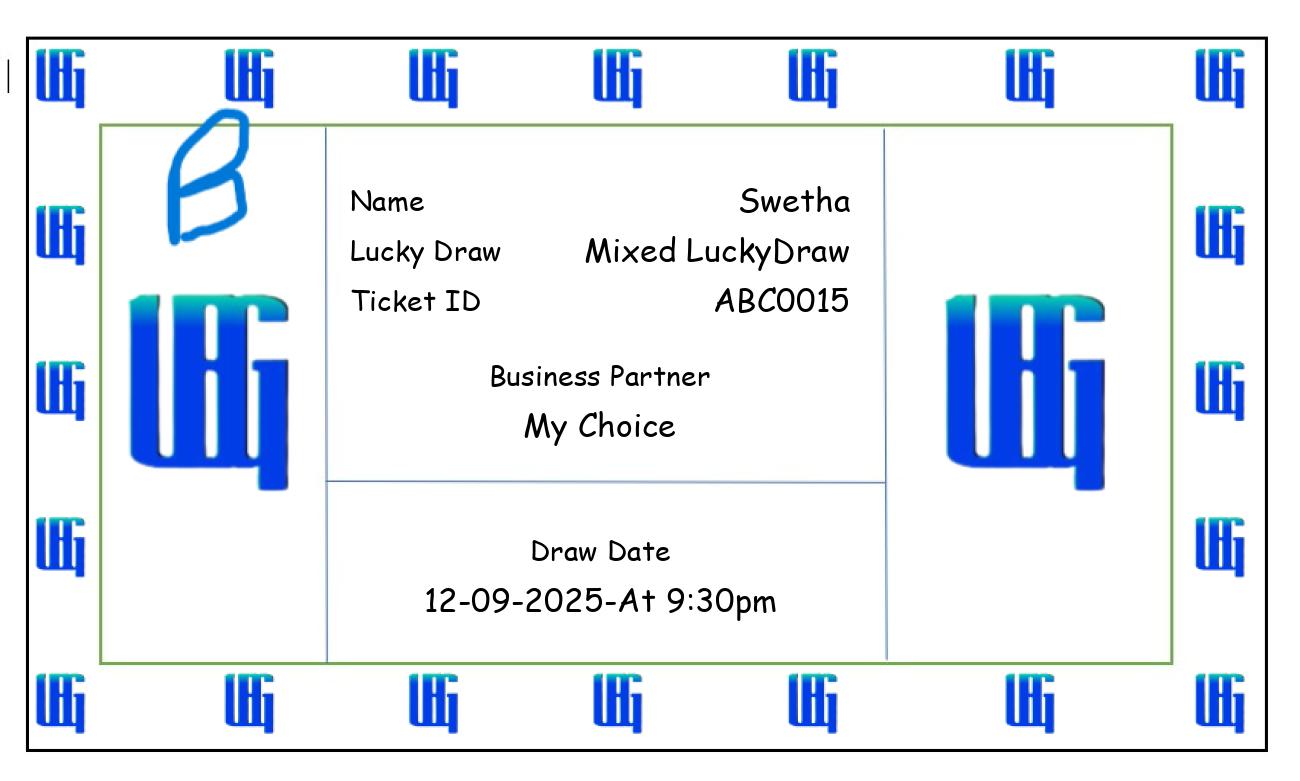 B
Name Swetha
Lucky Draw Mixed LuckyDraw
Ticket ID ABC0015
Business Partner
My Choice
Draw Date
12-09-2025-At 9:30pm